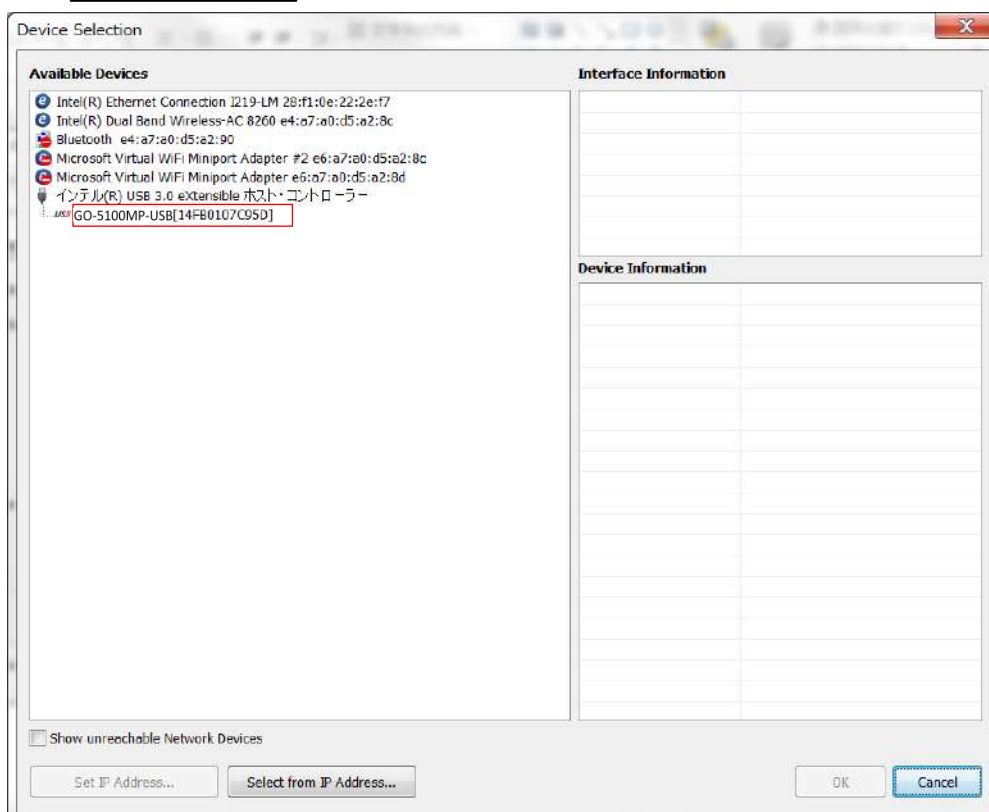 Device Selection
X
Available Devices
Intel(R) Ethernet Connection I219-LM 28:f1:0e:22:2e:f7
Intel(R) Dual Band Wireless-AC 8260 e4:a7:a0:d5:a2:8c
Bluetooth e4:a7:a0:d5:a2:90
Microsoft Virtual WiFi Miniport Adapter #2 e6:a7:a0:d5:a2:8c
Microsoft Virtual WiFi Miniport Adapter e6:a7:a0:d5:a2:8d
インテル(R) USB 3.0 eXtensible ホスト・コントローラー
GO-5100MP-USB[14FB0107C95D]
Interface Information
Device Information
Show unreachable Network Devices
Set IP Address...
Select from IP Address...
OK
Cancel